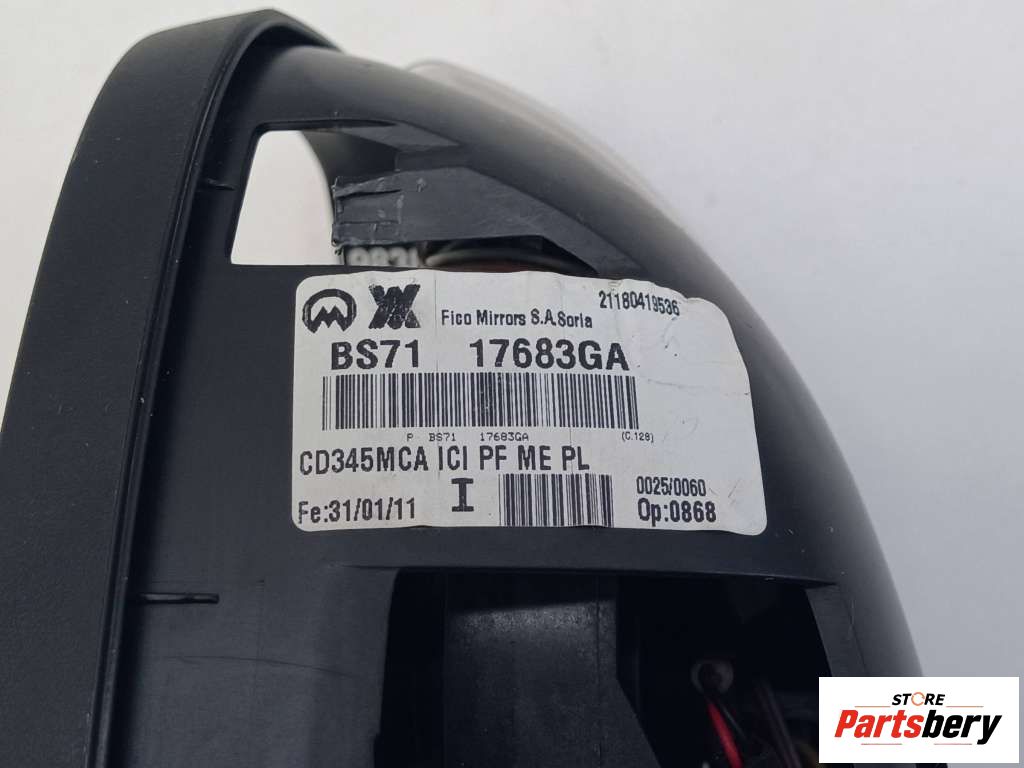 21180419536
Fico Mirrors S.A.Soria
BS71 17683GA
P- BS71 17683GA (C.128)
CD345MCA ICI PF ME PL
0025/0060
Fe:31/01/11 I Op:0868
STORE
Partsbery